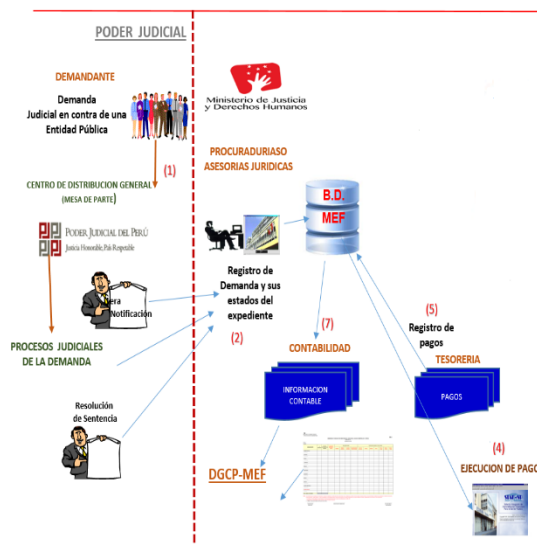 PODER JUDICIAL
DEMANDANTE
Demanda
Judicial en contra de una
Entidad Pública
(1)
CENTRO DE DISTRIBUCION GENERAL
(MESA DE PARTE)
PODER JUDICIAL DEL PERÚ
Justicia Honorable, País Respetable
era
Notificación
PROCESOS JUDICIALES
DE LA DEMANDA
Resolución
de Sentencia
Ministerio de Justicia
y Derechos Humanos
PROCURADURIASO
ASESORIAS JURIDICAS
B.D.
MEF
Registro de
Demanda y sus
estados del
expediente
(2)
(7)
CONTABILIDAD
INFORMACION
CONTABLE
DGCP-MEF
(5)
Registro de
pagos
TESORERIA
PAGOS
(4)
EJECUCION DE PAGO